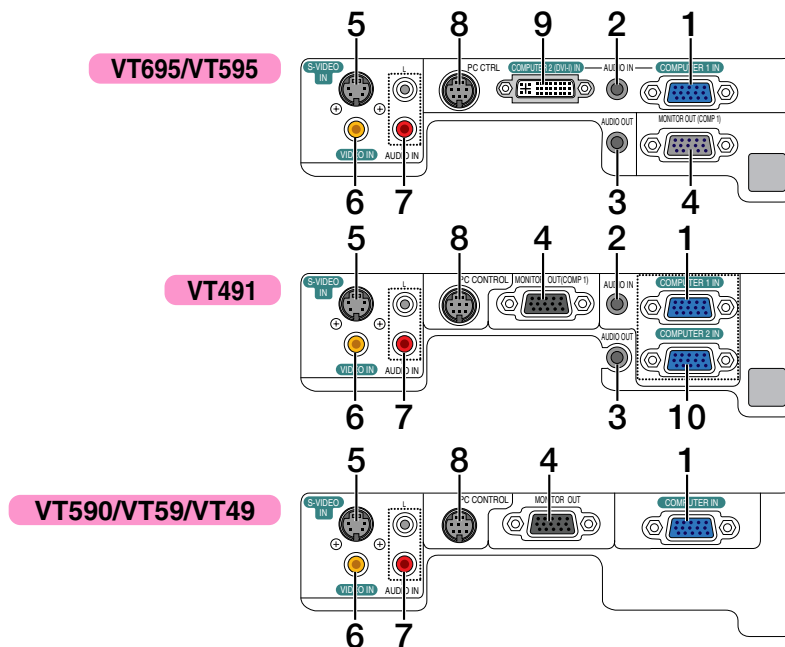 5 8 9 2 1
VT695/VT595
S-VIDEO IN
L
PC CTRL
COMPUTER 2 (DVI-I) IN
AUDIO IN
COMPUTER 1 IN
AUDIO OUT
MONITOR OUT (COMP 1)
VIDEO IN
AUDIO IN
6 7 3 4
5 8 4 2 1
VT491
S-VIDEO IN
L
PC CONTROL
MONITOR OUT(COMP 1)
AUDIO IN
COMPUTER 1 IN
AUDIO OUT
COMPUTER 2 IN
VIDEO IN
AUDIO IN
6 7 3 10
5 8 4 1
VT590/VT59/VT49
S-VIDEO IN
L
PC CONTROL
MONITOR OUT
COMPUTER IN
VIDEO IN
AUDIO IN
6 7